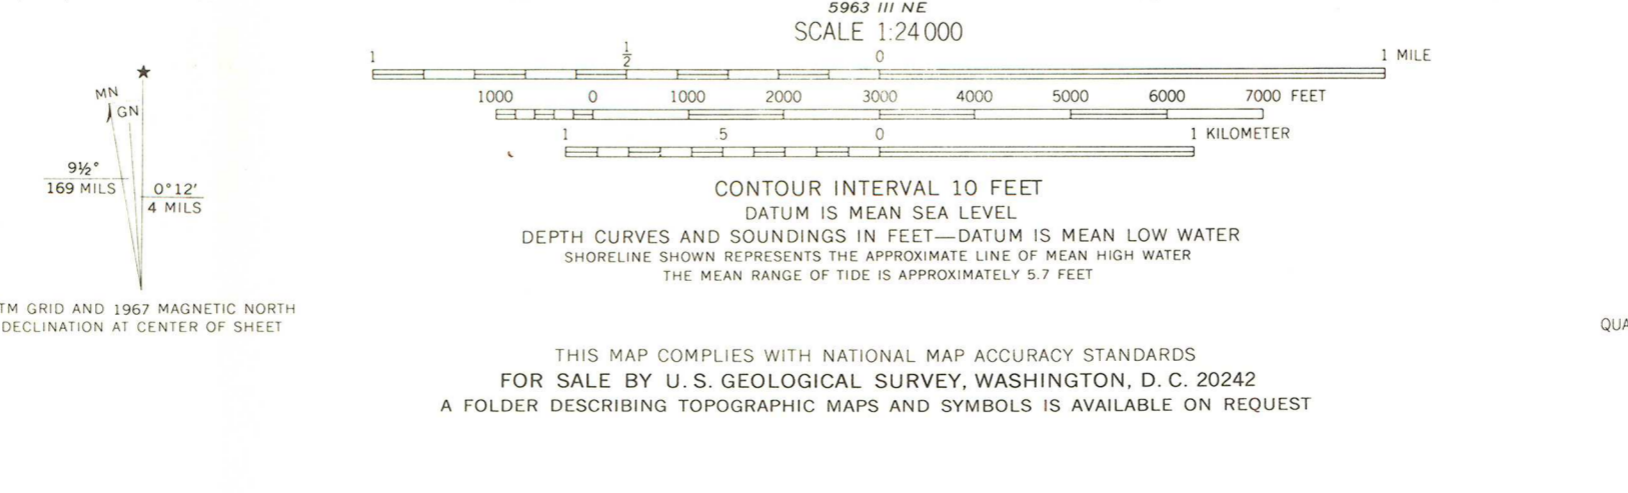 5963 III NE
SCALE 1:24 000
1 1/2 0 1 MILE
1000 0 1000 2000 3000 4000 5000 6000 7000 FEET
1 .5 0 1 KILOMETER
CONTOUR INTERVAL 10 FEET
DATUM IS MEAN SEA LEVEL
DEPTH CURVES AND SOUNDINGS IN FEET—DATUM IS MEAN LOW WATER
SHORELINE SHOWN REPRESENTS THE APPROXIMATE LINE OF MEAN HIGH WATER
THE MEAN RANGE OF TIDE IS APPROXIMATELY 5.7 FEET
MN
GN
9½°
169 MILS
0°12′
4 MILS
TM GRID AND 1967 MAGNETIC NORTH
DECLINATION AT CENTER OF SHEET
THIS MAP COMPLIES WITH NATIONAL MAP ACCURACY STANDARDS
FOR SALE BY U. S. GEOLOGICAL SURVEY, WASHINGTON, D. C. 20242
A FOLDER DESCRIBING TOPOGRAPHIC MAPS AND SYMBOLS IS AVAILABLE ON REQUEST
QUA